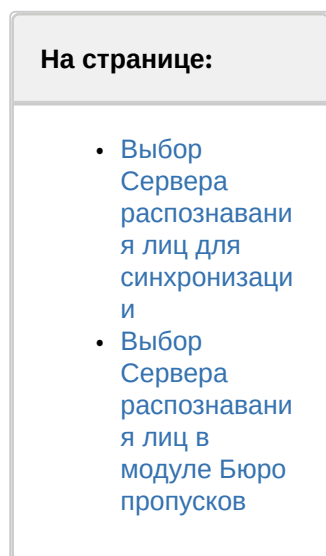 На странице:
• Выбор
Сервера
распознавани
я лиц для
синхронизаци
и
• Выбор
Сервера
распознавани
я лиц в
модуле Бюро
пропусков